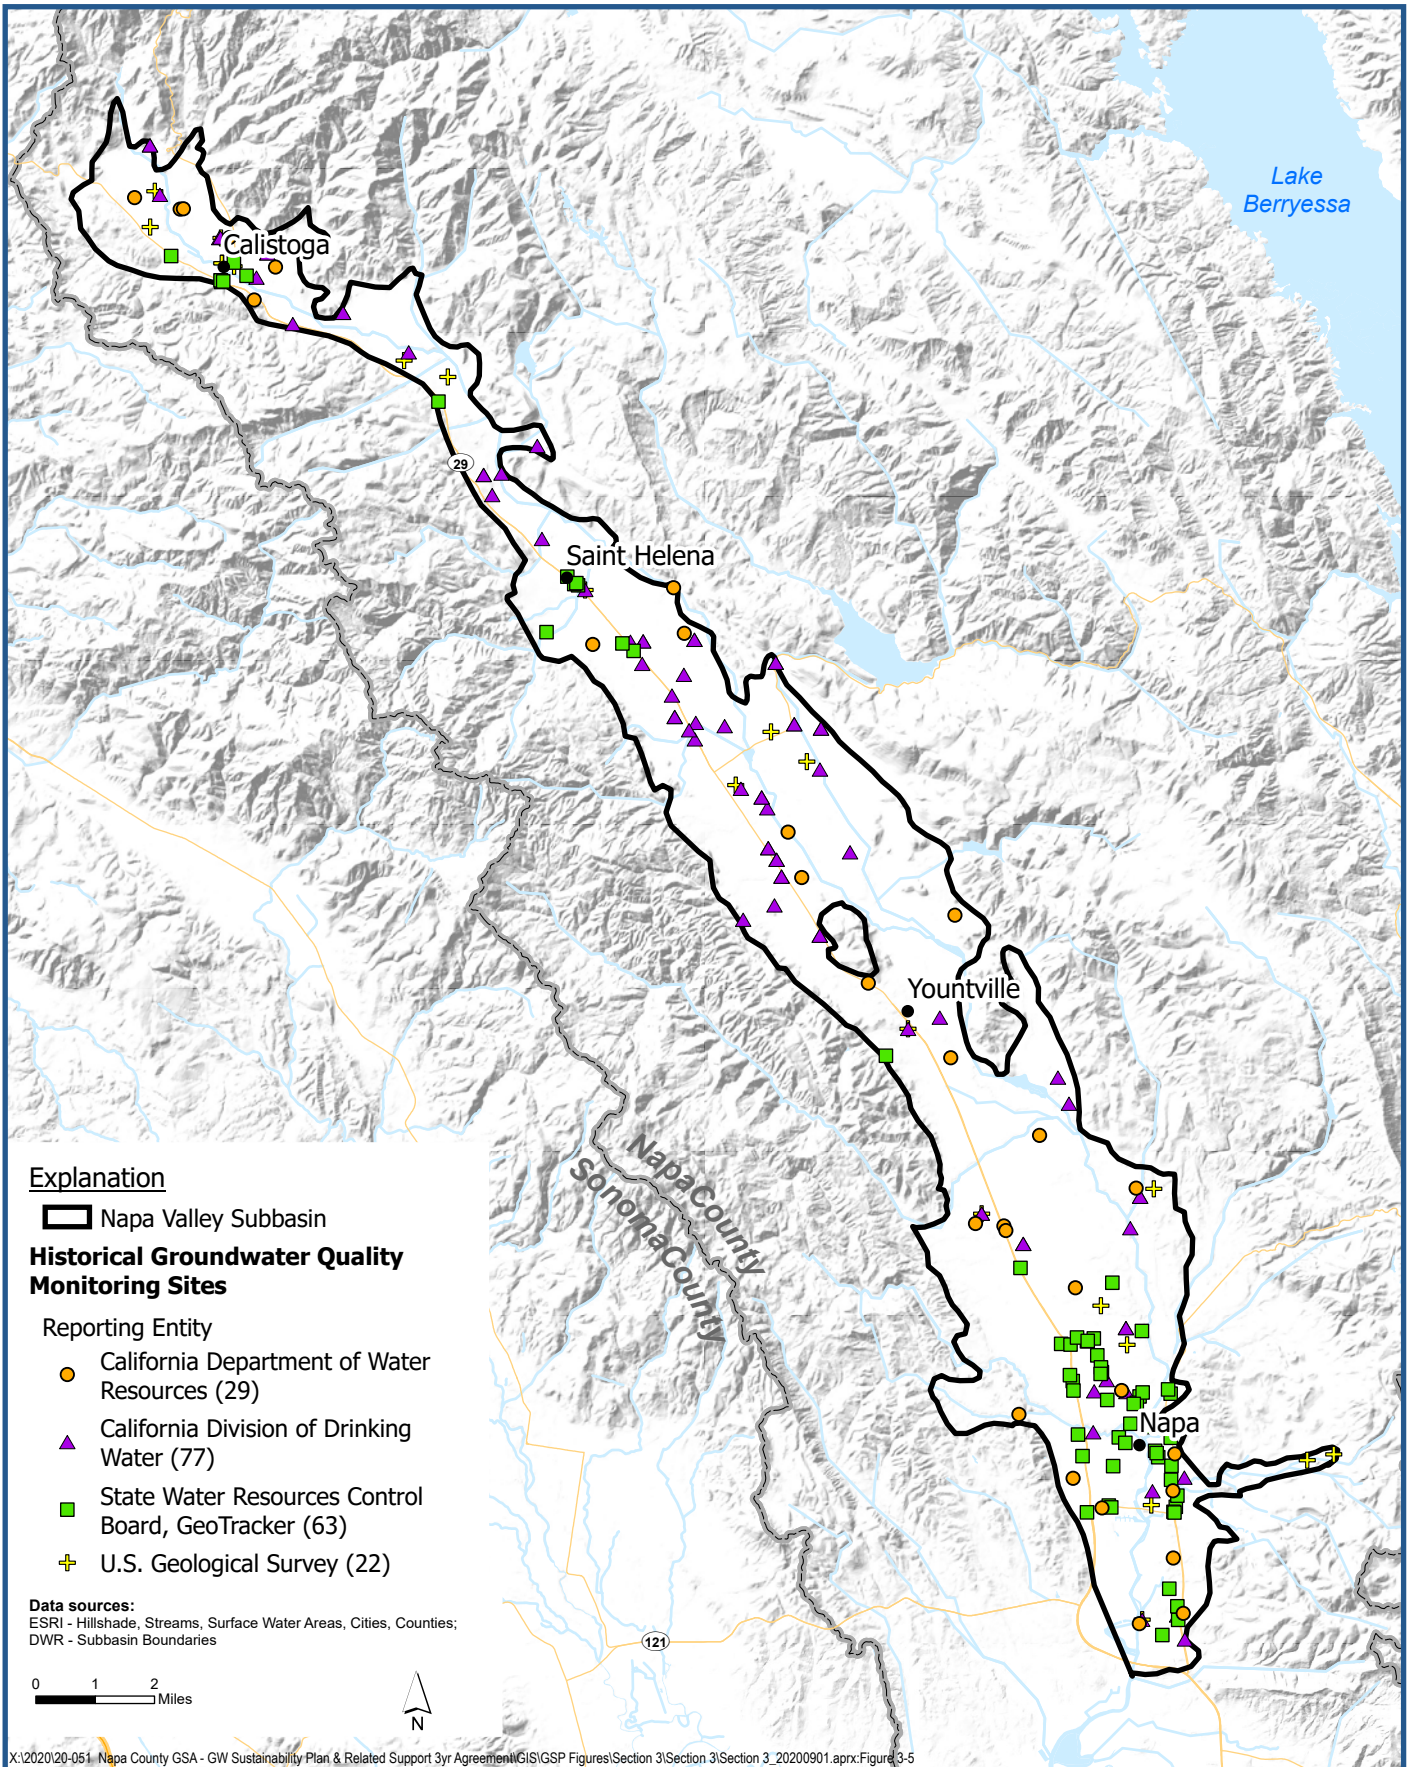 Lake
Berryessa
Calistoga
29
Saint Helena
Yountville
Napa County
Sonoma County
Napa
121
Explanation
Napa Valley Subbasin
Historical Groundwater Quality
Monitoring Sites
Reporting Entity
California Department of Water
Resources (29)
California Division of Drinking
Water (77)
State Water Resources Control
Board, GeoTracker (63)
U.S. Geological Survey (22)
Data sources:
ESRI - Hillshade, Streams, Surface Water Areas, Cities, Counties;
DWR - Subbasin Boundaries
0 1 2
Miles
N
X:\2020\20-051 Napa County GSA - GW Sustainability Plan & Related Support 3yr Agreement\GIS\GSP Figures\Section 3\Section 3\Section 3_20200901.aprx:Figure 3-5